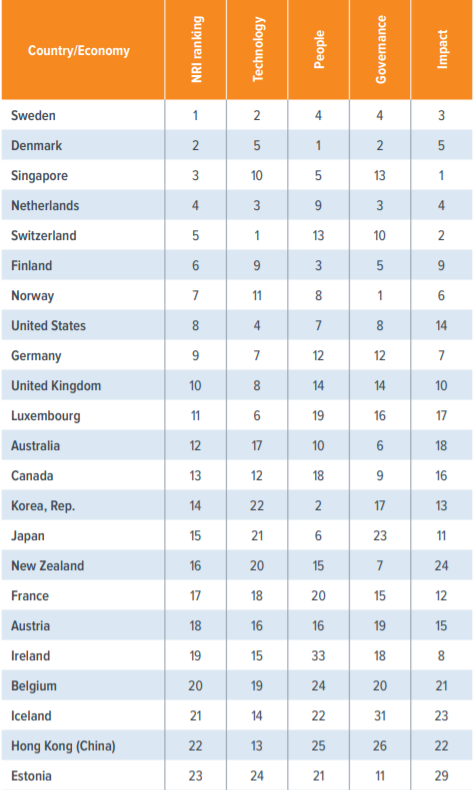 Country/Economy NRI ranking Technology People Governance Impact
Sweden 1 2 4 4 3
Denmark 2 5 1 2 5
Singapore 3 10 5 13 1
Netherlands 4 3 9 3 4
Switzerland 5 1 13 10 2
Finland 6 9 3 5 9
Norway 7 11 8 1 6
United States 8 4 7 8 14
Germany 9 7 12 12 7
United Kingdom 10 8 14 14 10
Luxembourg 11 6 19 16 17
Australia 12 17 10 6 18
Canada 13 12 18 9 16
Korea, Rep. 14 22 2 17 13
Japan 15 21 6 23 11
New Zealand 16 20 15 7 24
France 17 18 20 15 12
Austria 18 16 16 19 15
Ireland 19 15 33 18 8
Belgium 20 19 24 20 21
Iceland 21 14 22 31 23
Hong Kong (China) 22 13 25 26 22
Estonia 23 24 21 11 29